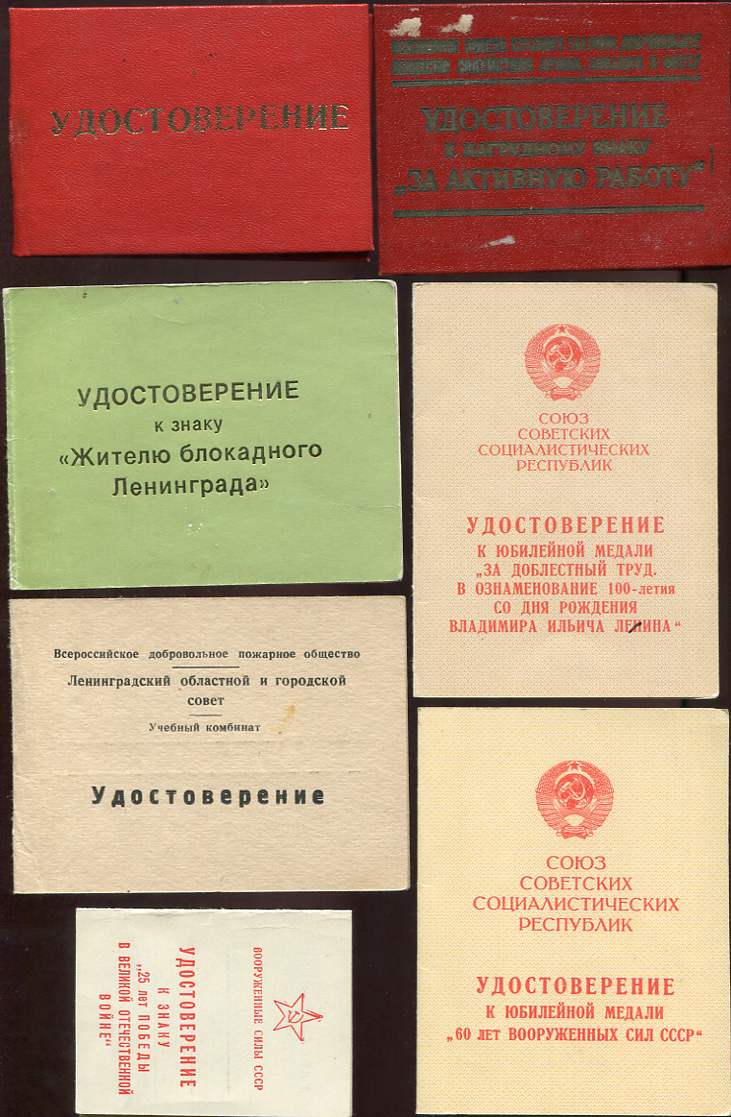 УДОСТОВЕРЕНИЕ
УДОСТОВЕРЕНИЕ
К НАГРУДНОМУ ЗНАКУ
„ЗА АКТИВНУЮ РАБОТУ“
УДОСТОВЕРЕНИЕ
к знаку
«Жителю блокадного
Ленинграда»
СОЮЗ
СОВЕТСКИХ
СОЦИАЛИСТИЧЕСКИХ
РЕСПУБЛИК
УДОСТОВЕРЕНИЕ
К ЮБИЛЕЙНОЙ МЕДАЛИ
„ЗА ДОБЛЕСТНЫЙ ТРУД.
В ОЗНАМЕНОВАНИЕ 100-летия
СО ДНЯ РОЖДЕНИЯ
ВЛАДИМИРА ИЛЬИЧА ЛЕНИНА“
Всероссийское добровольное пожарное общество
Ленинградский областной и городской
совет
Учебный комбинат
Удостоверение
СОЮЗ
СОВЕТСКИХ
СОЦИАЛИСТИЧЕСКИХ
РЕСПУБЛИК
УДОСТОВЕРЕНИЕ
К ЮБИЛЕЙНОЙ МЕДАЛИ
„60 ЛЕТ ВООРУЖЕННЫХ СИЛ СССР“
ВООРУЖЕННЫЕ СИЛЫ СССР
УДОСТОВЕРЕНИЕ
К ЗНАКУ
„25 лет ПОБЕДЫ
В ВЕЛИКОЙ ОТЕЧЕСТВЕННОЙ
ВОЙНЕ“